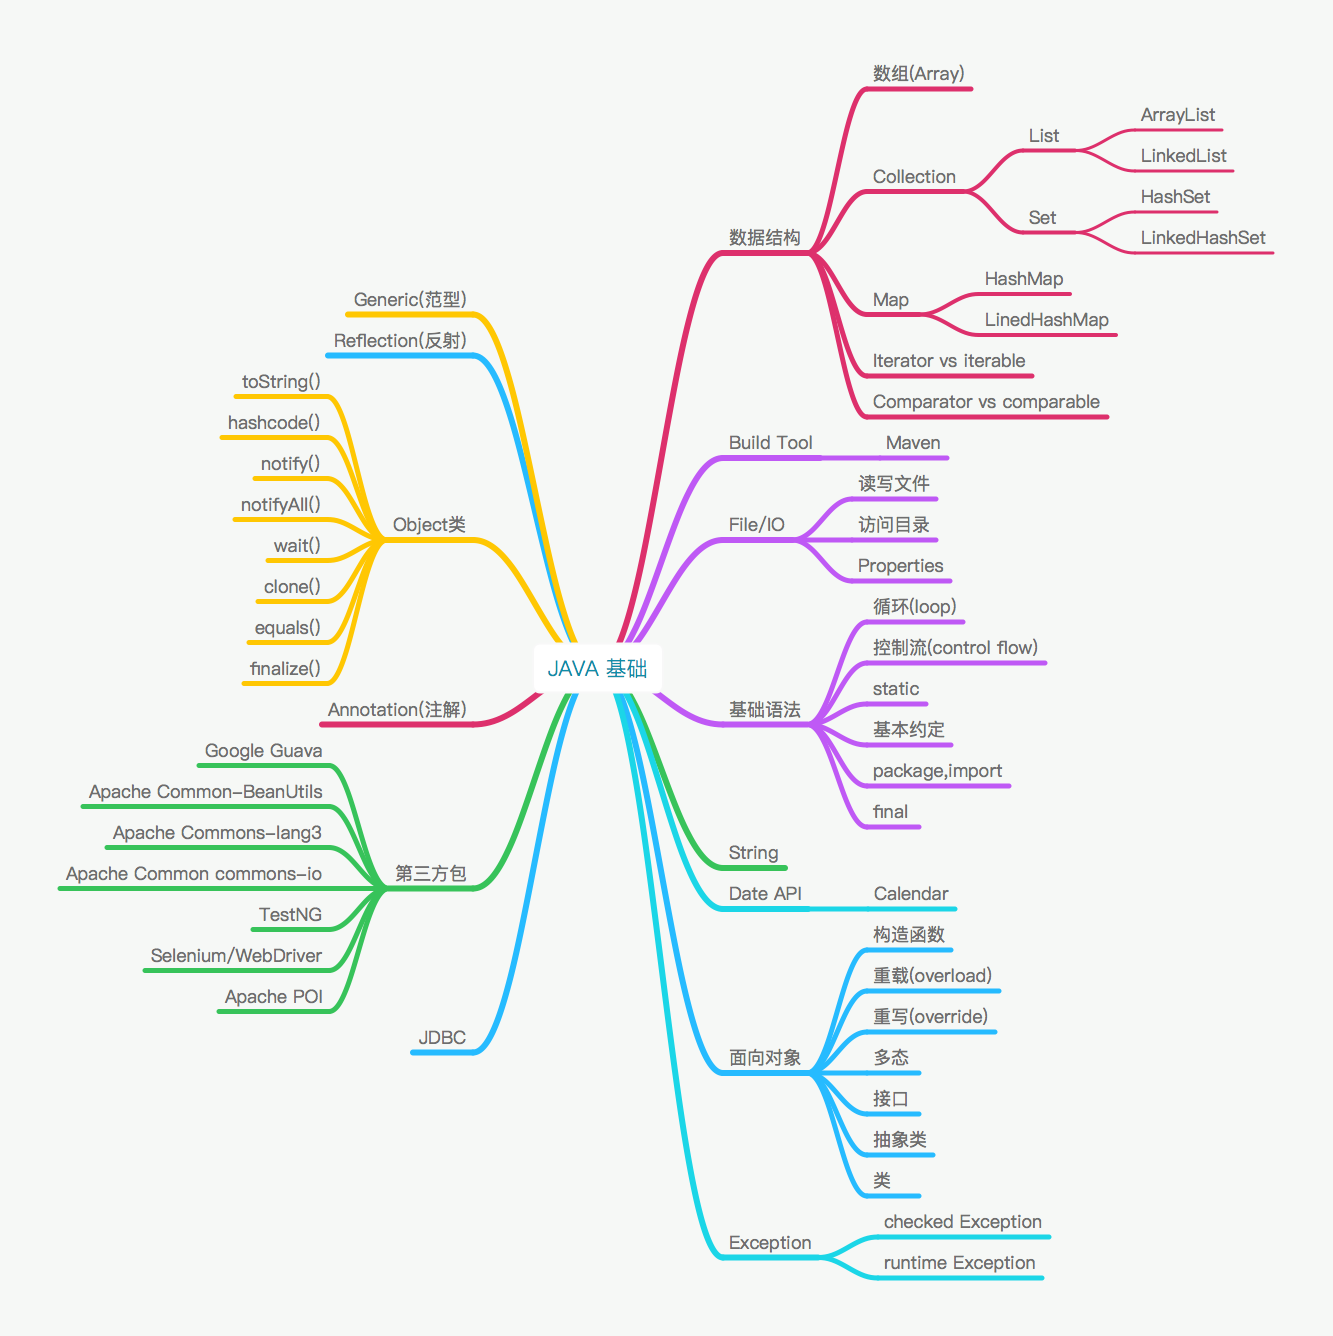 JAVA 基础
数据结构
数组(Array)
Collection
List
ArrayList
LinkedList
Set
HashSet
LinkedHashSet
Map
HashMap
LinedHashMap
Iterator vs iterable
Comparator vs comparable
Build Tool
Maven
File/IO
读写文件
访问目录
Properties
基础语法
循环(loop)
控制流(control flow)
static
基本约定
package,import
final
String
Date API
Calendar
面向对象
构造函数
重载(overload)
重写(override)
多态
接口
抽象类
类
Exception
checked Exception
runtime Exception
Generic(范型)
Reflection(反射)
Object类
toString()
hashcode()
notify()
notifyAll()
wait()
clone()
equals()
finalize()
Annotation(注解)
第三方包
Google Guava
Apache Common-BeanUtils
Apache Commons-lang3
Apache Common commons-io
TestNG
Selenium/WebDriver
Apache POI
JDBC